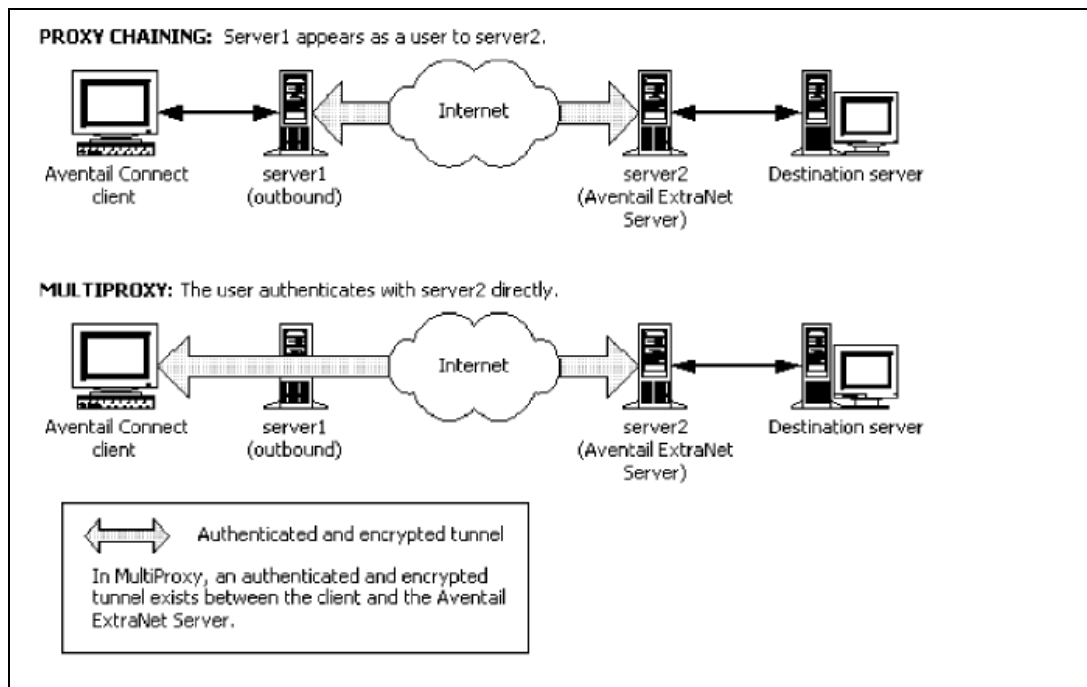 PROXY CHAINING: Server1 appears as a user to server2.
Internet
Aventail Connect
client
server1
(outbound)
server2
(Aventail ExtraNet
Server)
Destination server
MULTIPROXY: The user authenticates with server2 directly.
Internet
Aventail Connect
client
server1
(outbound)
server2
(Aventail ExtraNet
Server)
Destination server
Authenticated and encrypted tunnel
In MultiProxy, an authenticated and encrypted
tunnel exists between the client and the Aventail
ExtraNet Server.